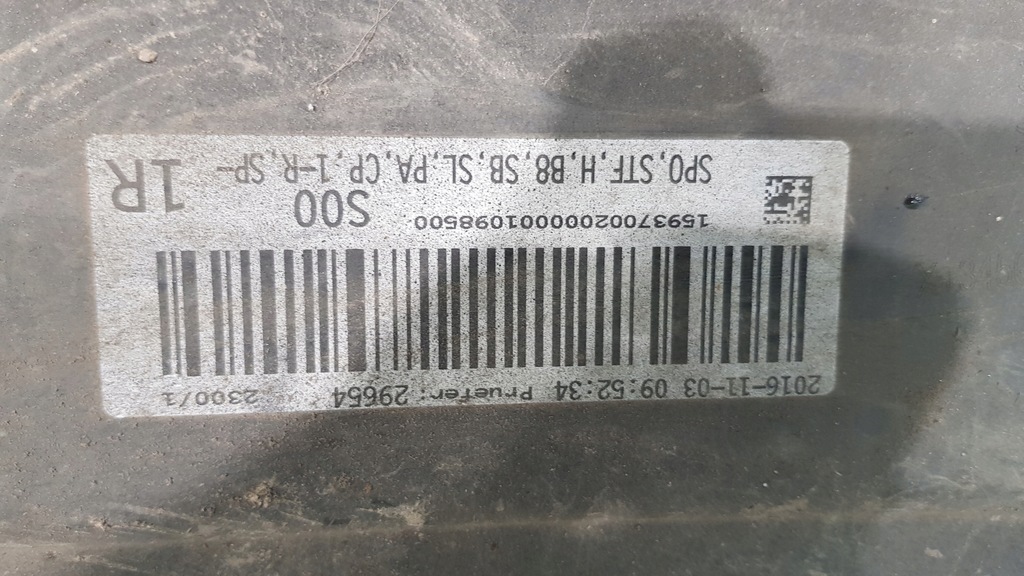 2016-11-03 09:52:34 Pruefer:29654 2300/1
15937002000001098500 S00
SPO,STF,H,B8,SB,SL,PA,CP,1-R,SP- 1R